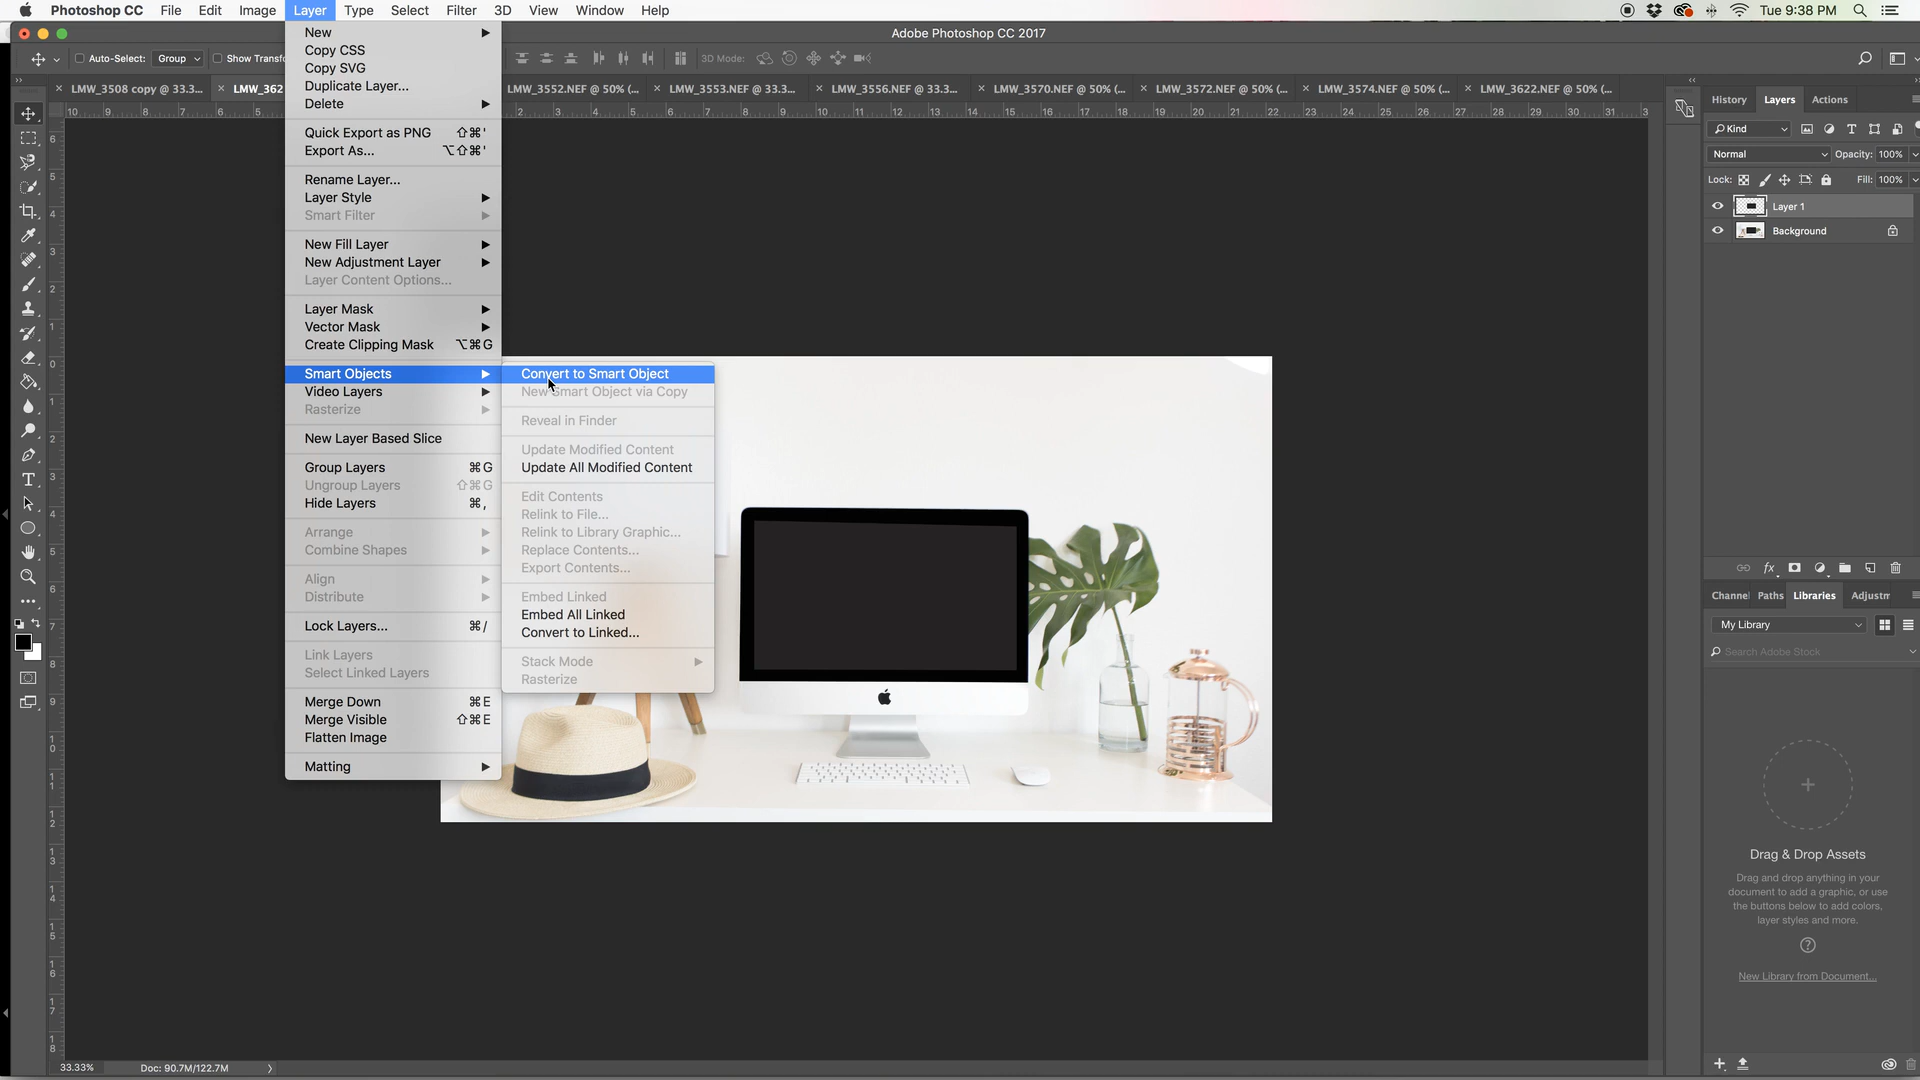 Photoshop CC File Edit Image Layer Type Select Filter 3D View Window Help Tue 9:38 PM
Adobe Photoshop CC 2017
Auto-Select: Group Show Transfo 3D Mode:
LMW_3508 copy @ 33.3... LMW_362 LMW_3552.NEF @ 50% (... LMW_3553.NEF @ 33.3... LMW_3556.NEF @ 33.3... LMW_3570.NEF @ 50% (... LMW_3572.NEF @ 50% (... LMW_3574.NEF @ 50% (... LMW_3622.NEF @ 50% (...
New
Copy CSS
Copy SVG
Duplicate Layer...
Delete
Quick Export as PNG ⇧⌘'
Export As... ⌥⇧⌘'
Rename Layer...
Layer Style
Smart Filter
New Fill Layer
New Adjustment Layer
Layer Content Options...
Layer Mask
Vector Mask
Create Clipping Mask ⌥⌘G
Smart Objects
Video Layers
Rasterize
New Layer Based Slice
Group Layers ⌘G
Ungroup Layers ⇧⌘G
Hide Layers ⌘,
Arrange
Combine Shapes
Align
Distribute
Lock Layers... ⌘/
Link Layers
Select Linked Layers
Merge Down ⌘E
Merge Visible ⇧⌘E
Flatten Image
Matting
Convert to Smart Object
New Smart Object via Copy
Reveal in Finder
Update Modified Content
Update All Modified Content
Edit Contents
Relink to File...
Relink to Library Graphic...
Replace Contents...
Export Contents...
Embed Linked
Embed All Linked
Convert to Linked...
Stack Mode
Rasterize
History Layers Actions
Kind
Normal Opacity: 100%
Lock: Fill: 100%
Layer 1
Background
Channe Paths Libraries Adjustm
My Library
Search Adobe Stock
Drag & Drop Assets
Drag and drop anything in your
document to add a graphic, or use
the buttons below to add colors,
layer styles and more.
New Library from Document...
33.33% Doc: 90.7M/122.7M